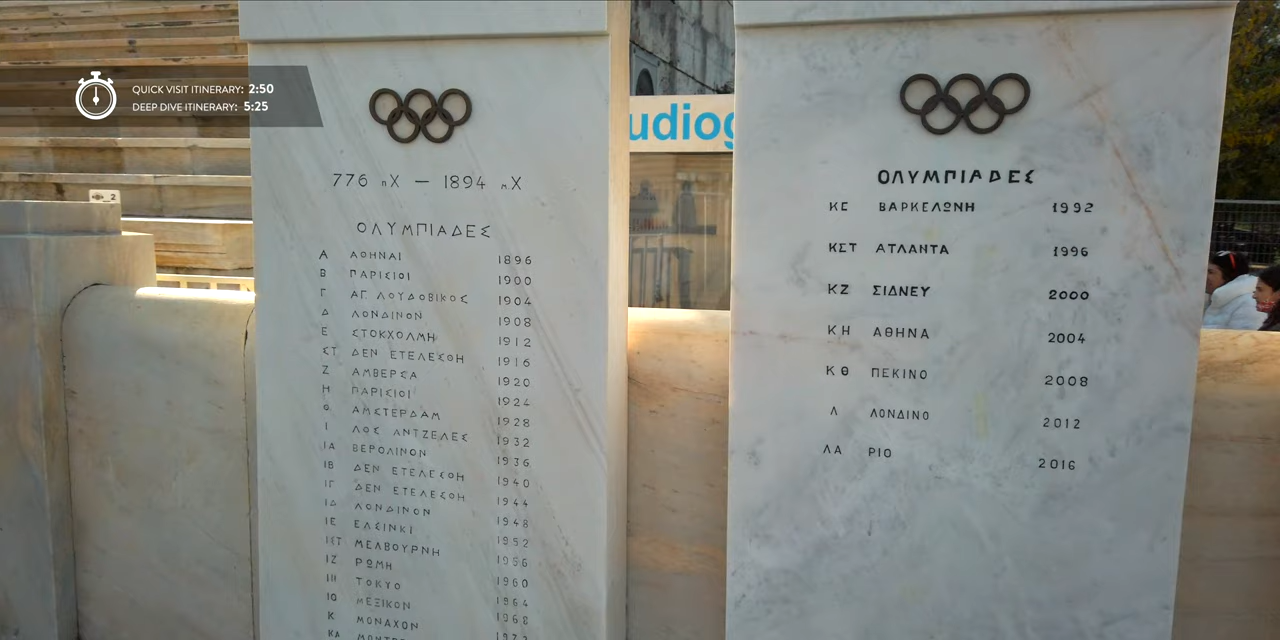 QUICK VISIT ITINERARY: 2:50
DEEP DIVE ITINERARY: 5:25
776 πΧ — 1894 μΧ
ΟΛΥΜΠΙΑΔΕΣ
Α ΑΘΗΝΑΙ 1896
Β ΠΑΡΙΣΙΟΙ 1900
Γ ΑΓ. ΛΟΥΔΟΒΙΚΟΣ 1904
Δ ΛΟΝΔΙΝΟΝ 1908
Ε ΣΤΟΚΧΟΛΜΗ 1912
ΣΤ ΔΕΝ ΕΤΕΛΕΣΘΗ 1916
Ζ ΑΜΒΕΡΣΑ 1920
Η ΠΑΡΙΣΙΟΙ 1924
Θ ΑΜΣΤΕΡΔΑΜ 1928
Ι ΛΟΣ ΑΝΤΖΕΛΕΣ 1932
ΙΑ ΒΕΡΟΛΙΝΟΝ 1936
ΙΒ ΔΕΝ ΕΤΕΛΕΣΘΗ 1940
ΙΓ ΔΕΝ ΕΤΕΛΕΣΘΗ 1944
ΙΔ ΛΟΝΔΙΝΟΝ 1948
ΙΕ ΕΛΣΙΝΚΙ 1952
ΙΣΤ ΜΕΛΒΟΥΡΝΗ 1956
ΙΖ ΡΩΜΗ 1960
ΙΗ ΤΟΚΥΟ 1964
ΙΘ ΜΕΞΙΚΟΝ 1968
Κ ΜΟΝΑΧΟΝ 1972
ΚΑ
udiog
ΟΛΥΜΠΙΑΔΕΣ
ΚΕ ΒΑΡΚΕΛΩΝΗ 1992
ΚΣΤ ΑΤΛΑΝΤΑ 1996
ΚΖ ΣΙΔΝΕΥ 2000
ΚΗ ΑΘΗΝΑ 2004
ΚΘ ΠΕΚΙΝΟ 2008
Λ ΛΟΝΔΙΝΟ 2012
ΛΑ ΡΙΟ 2016